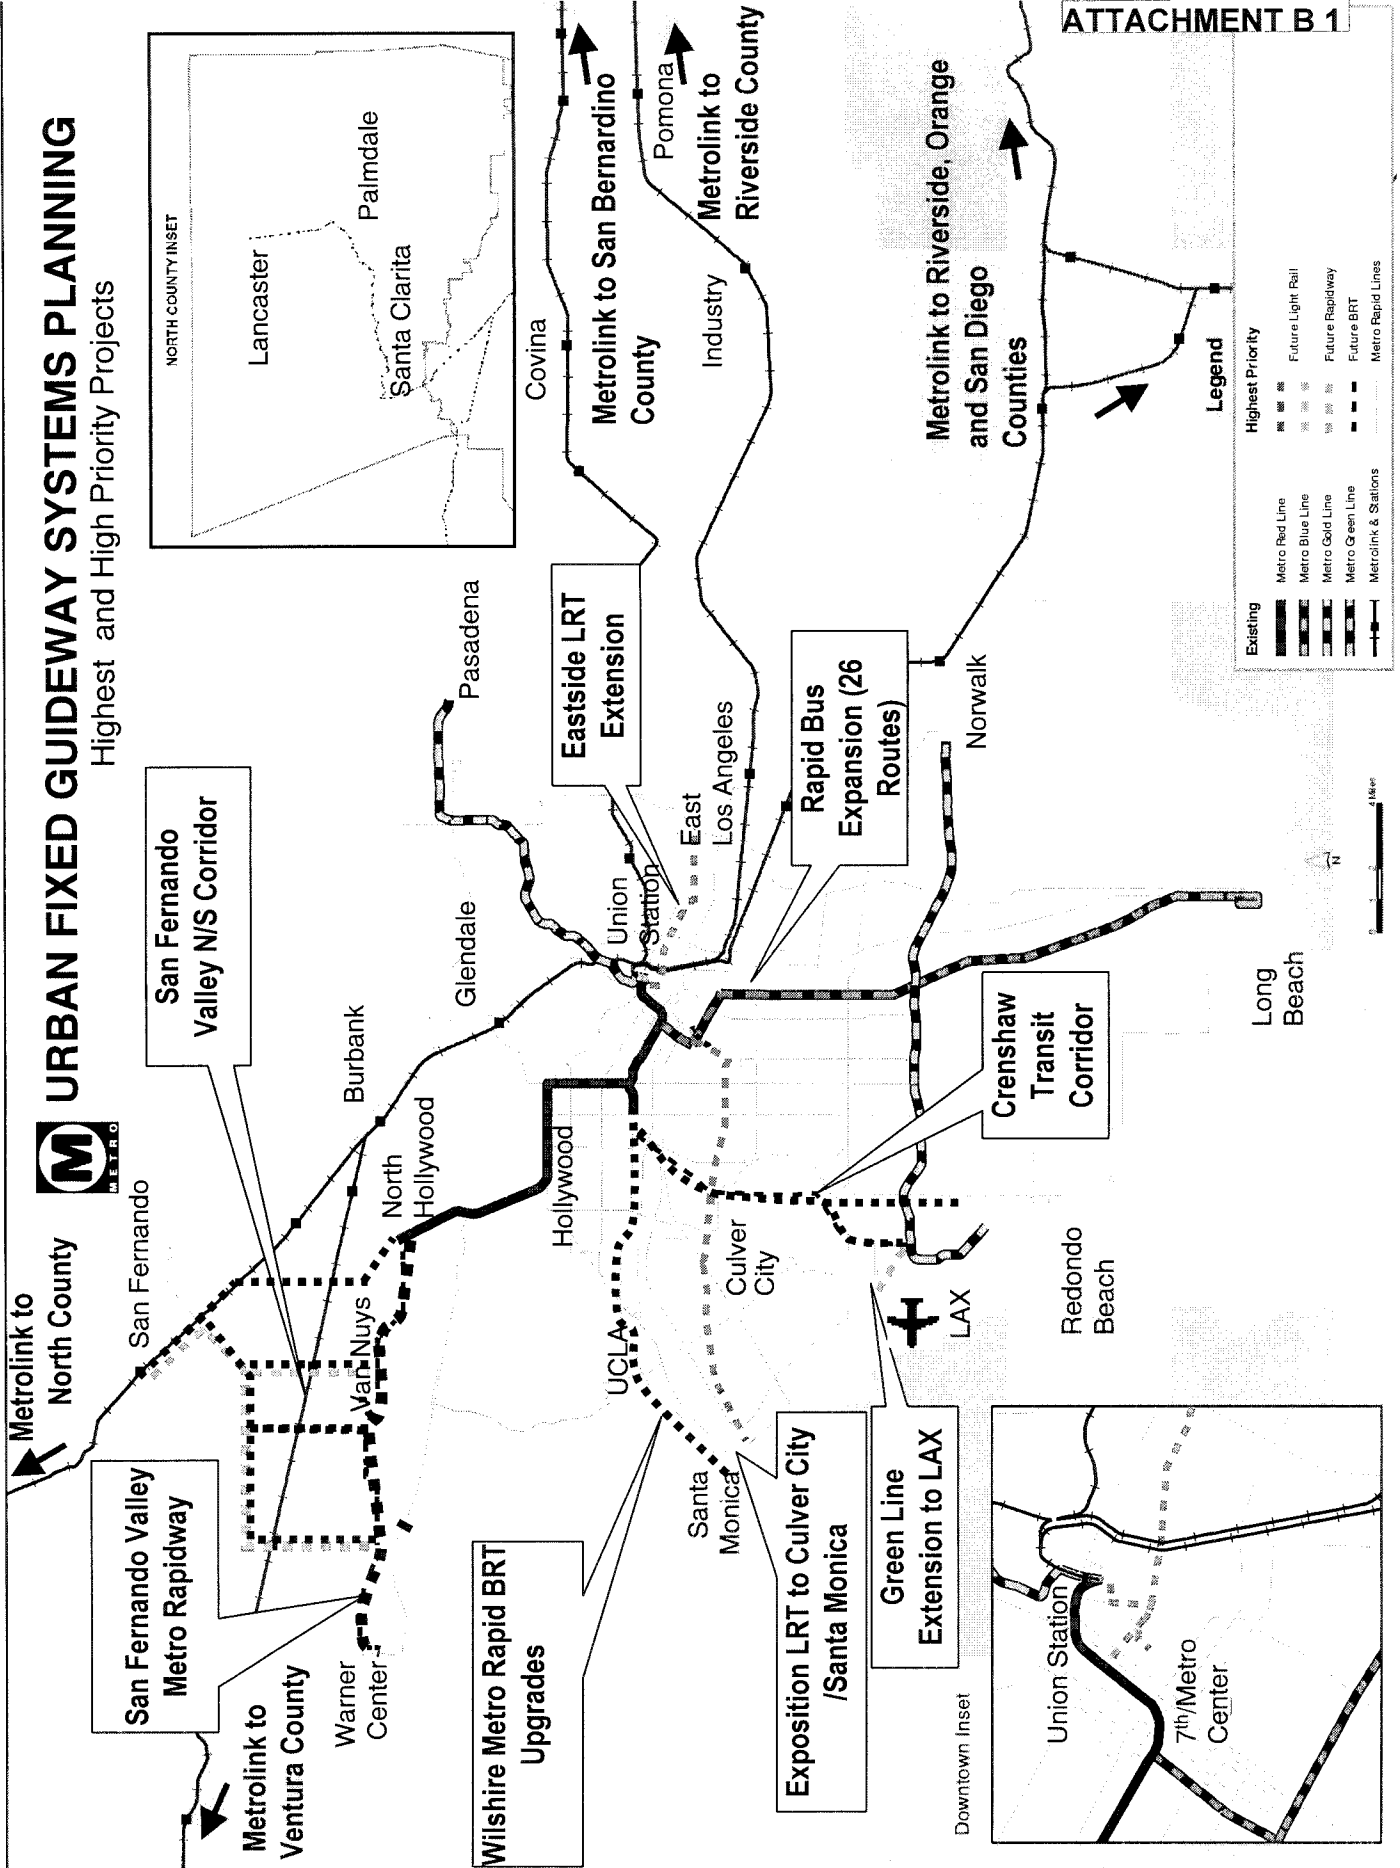 ATTACHMENT B 1
M
METRO
URBAN FIXED GUIDEWAY SYSTEMS PLANNING
Highest and High Priority Projects
NORTH COUNTY INSET
Lancaster
Palmdale
Santa Clarita
Metrolink to
North County
San Fernando
San Fernando
Valley N/S Corridor
San Fernando Valley
Metro Rapidway
Metrolink to
Ventura County
Warner
Center
Van Nuys
North
Hollywood
Burbank
Glendale
Pasadena
Hollywood
Union
Station
Eastside LRT
Extension
East
Los Angeles
Covina
Metrolink to San Bernardino
County
Pomona
Metrolink to
Riverside County
Industry
Wilshire Metro Rapid BRT
Upgrades
UCLA
Santa
Monica
Culver
City
Exposition LRT to Culver City
/Santa Monica
Rapid Bus
Expansion (26
Routes)
Green Line
Extension to LAX
LAX
Crenshaw
Transit
Corridor
Redondo
Beach
Norwalk
Metrolink to Riverside, Orange
and San Diego
Counties
Long
Beach
Downtown Inset
Union Station
7th/Metro
Center
N
0 1 2 4 Miles
Legend
Existing
Metro Red Line
Metro Blue Line
Metro Gold Line
Metro Green Line
Metrolink & Stations
Highest Priority
Future Light Rail
Future Rapidway
Future BRT
Metro Rapid Lines